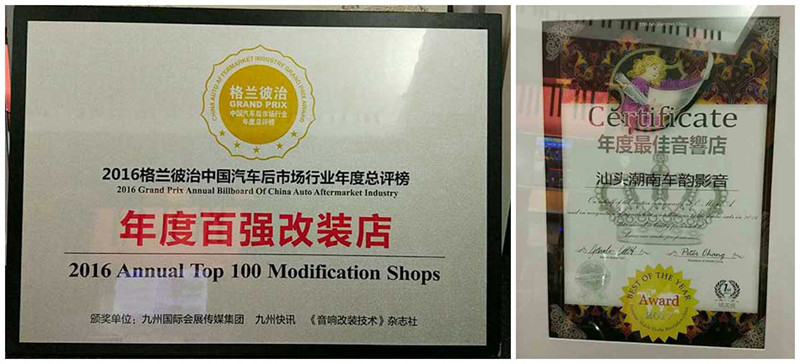 CHINA AUTO AFTERMARKET INDUSTRY GRAND PRIX AWARD
格兰彼治
GRAND PRIX
中国汽车后市场行业
年度总评榜
2016格兰彼治中国汽车后市场行业年度总评榜
2016 Grand Prix Annual Billboard Of China Auto Aftermarket Industry
年度百强改装店
2016 Annual Top 100 Modification Shops
颁奖单位：九州国际会展传媒集团 九州快讯 《音响改装技术》杂志社
Certificate
年度最佳音響店
汕头潮南车韵影音
Peter Chang
BEST OF THE YEAR
Award